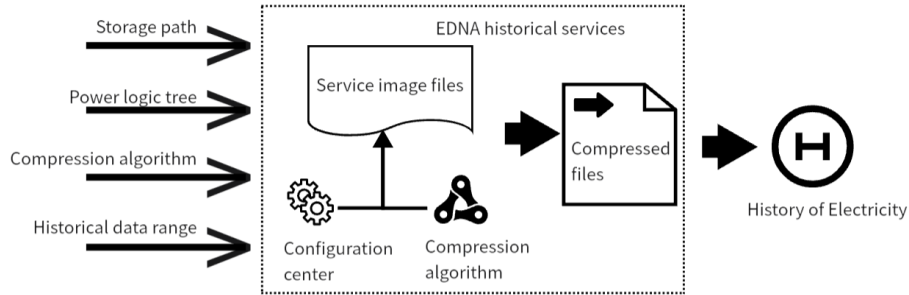 Storage path
Power logic tree
Compression algorithm
Historical data range
EDNA historical services
Service image files
Configuration
center
Compression
algorithm
Compressed
files
H
History of Electricity